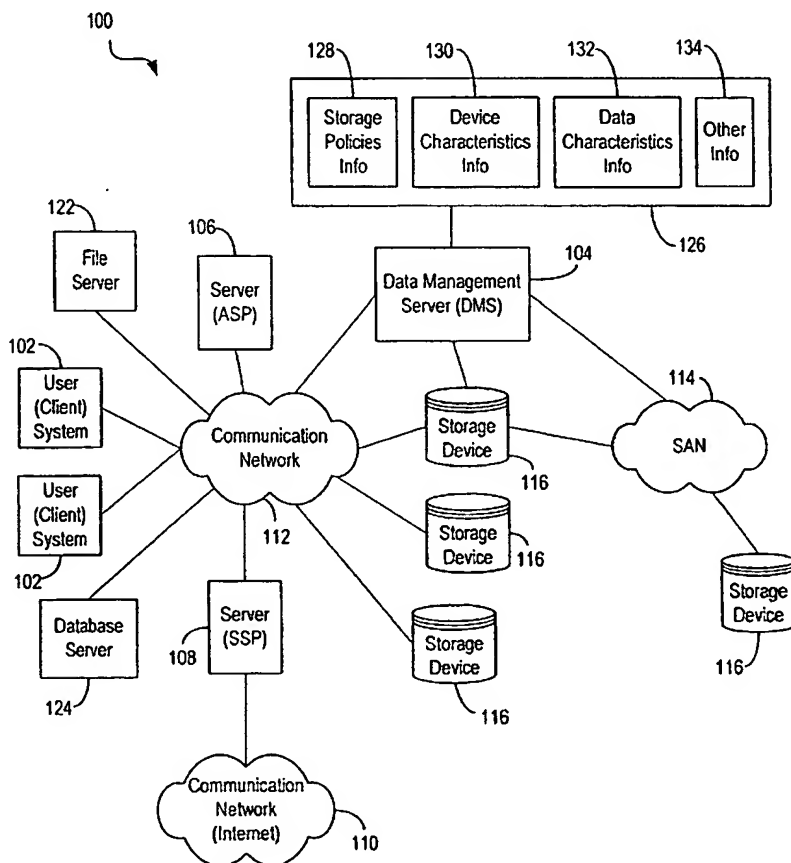 100
128
130
132
134
Storage
Policies
Info
Device
Characteristics
Info
Data
Characteristics
Info
Other
Info
126
122
File
Server
106
Server
(ASP)
104
Data Management
Server (DMS)
102
User
(Client)
System
Communication
Network
112
Storage
Device
116
114
SAN
User
(Client)
System
102
Storage
Device
116
Database
Server
124
Server
(SSP)
108
Storage
Device
116
Storage
Device
116
Communication
Network
(Internet)
110